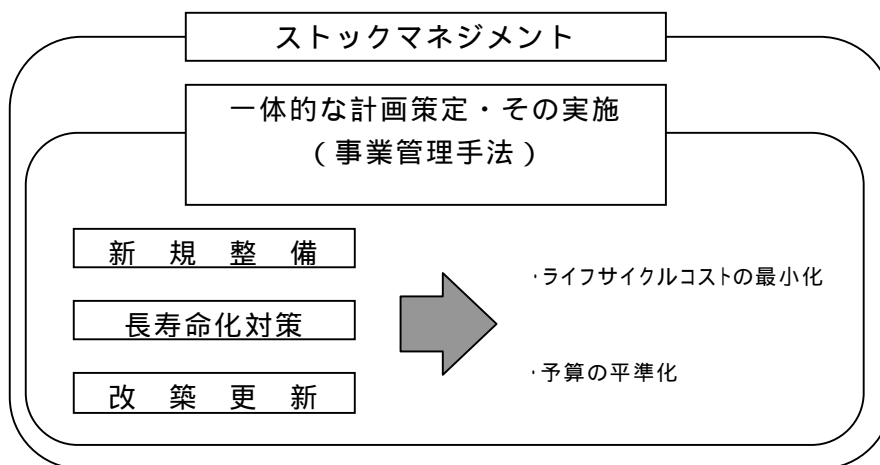 ストックマネジメント
一体的な計画策定・その実施
（事業管理手法）
新規整備
長寿命化対策
改築更新
・ライフサイクルコストの最小化
・予算の平準化